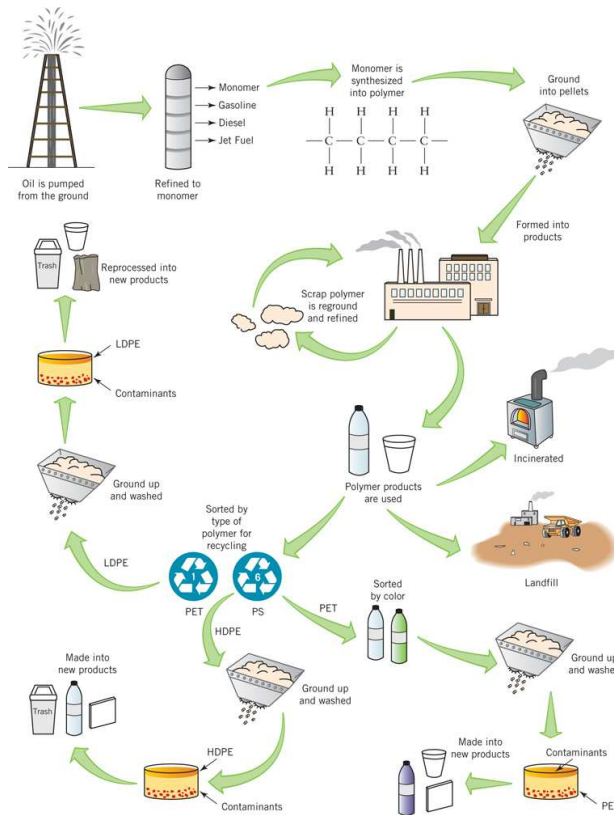 Monomer
Gasoline
Diesel
Jet Fuel
Oil is pumped
from the ground
Refined to
monomer
Monomer is
synthesized
into polymer
H H H H
C C C C
H H H H
Ground
into pellets
Formed into
products
Scrap polymer
is reground
and refined
Trash
Reprocessed into
new products
LDPE
Contaminants
Ground up
and washed
LDPE
Polymer products
are used
Incinerated
Landfill
Sorted by
type of
polymer for
recycling
1
6
PET
PS
HDPE
PET
Sorted
by color
Ground up
and washed
HDPE
Contaminants
Made into
new products
Trash
Ground up
and washe
Contaminants
PE
Made into
new products